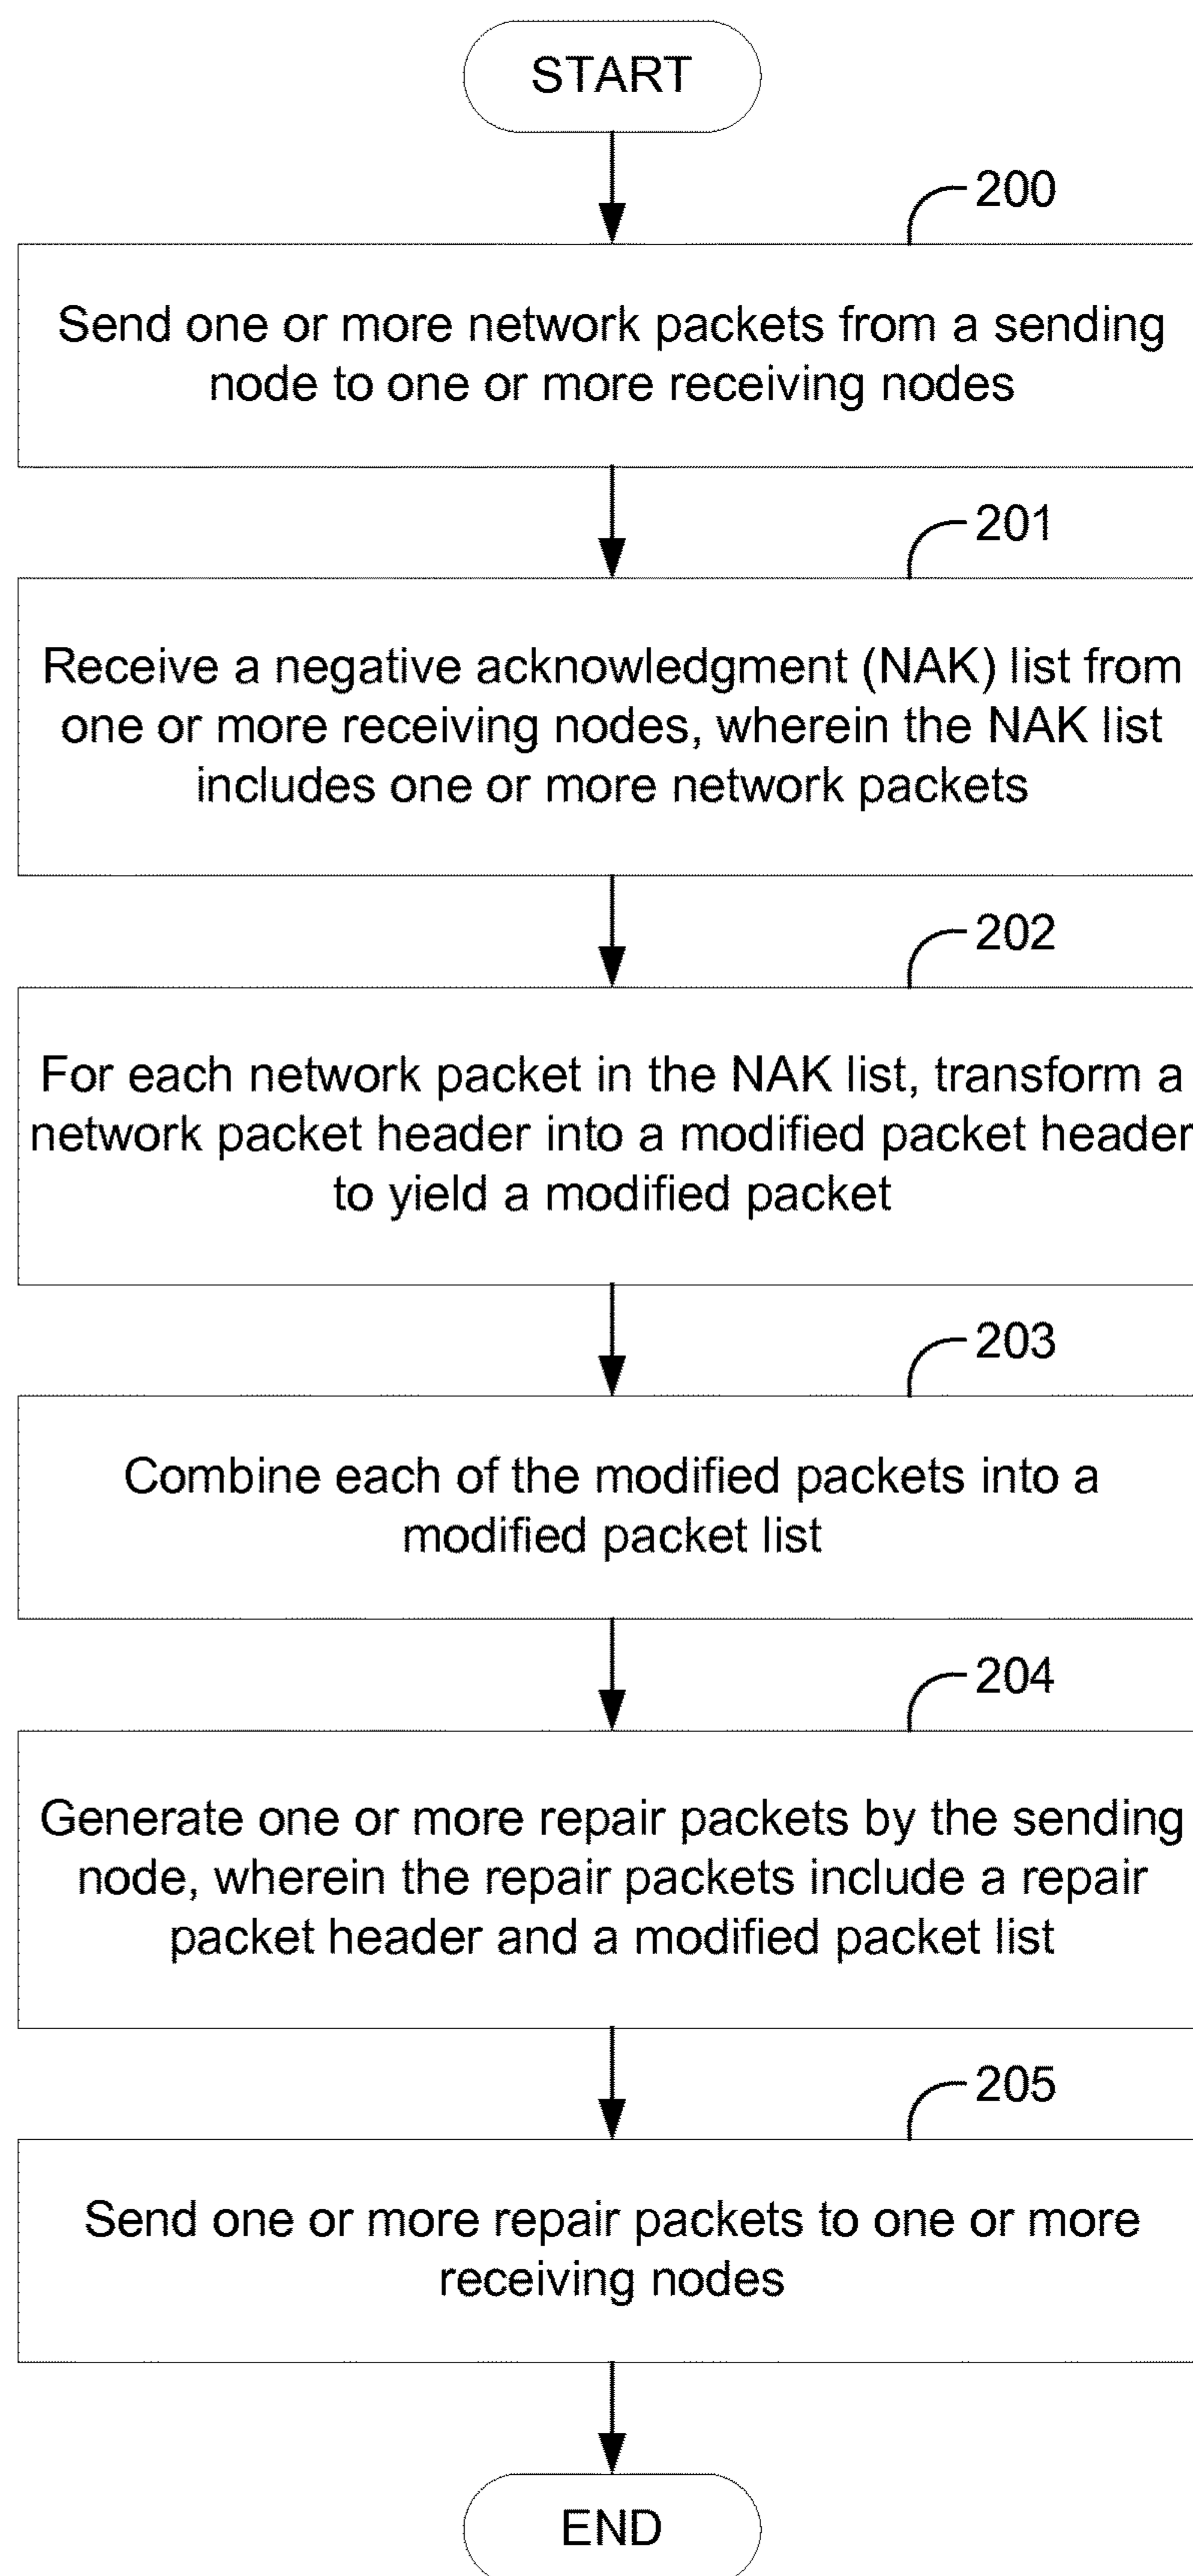 START
200
Send one or more network packets from a sending
node to one or more receiving nodes
201
Receive a negative acknowledgment (NAK) list from
one or more receiving nodes, wherein the NAK list
includes one or more network packets
202
For each network packet in the NAK list, transform a
network packet header into a modified packet header
to yield a modified packet
203
Combine each of the modified packets into a
modified packet list
204
Generate one or more repair packets by the sending
node, wherein the repair packets include a repair
packet header and a modified packet list
205
Send one or more repair packets to one or more
receiving nodes
END